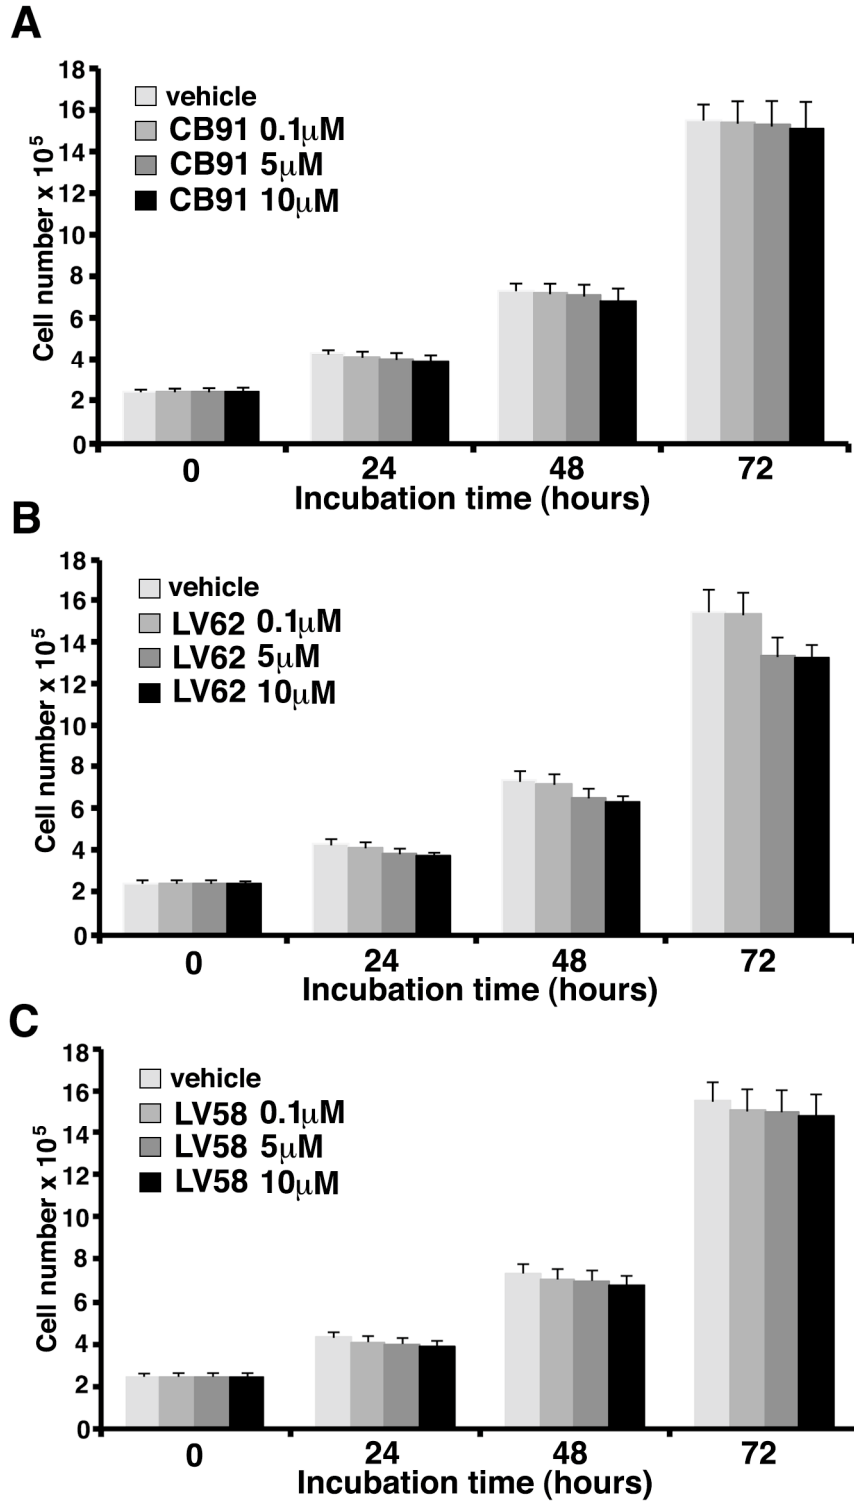 A
18
16
14
12
10
8
6
4
2
0
Cell number x 10⁵
vehicle
CB91 0.1µM
CB91 5µM
CB91 10µM
0 24 48 72
Incubation time (hours)
B
18
16
14
12
10
8
6
4
2
0
Cell number x 10⁵
vehicle
LV62 0.1µM
LV62 5µM
LV62 10µM
0 24 48 72
Incubation time (hours)
C
18
16
14
12
10
8
6
4
2
0
Cell number x 10⁵
vehicle
LV58 0.1µM
LV58 5µM
LV58 10µM
0 24 48 72
Incubation time (hours)